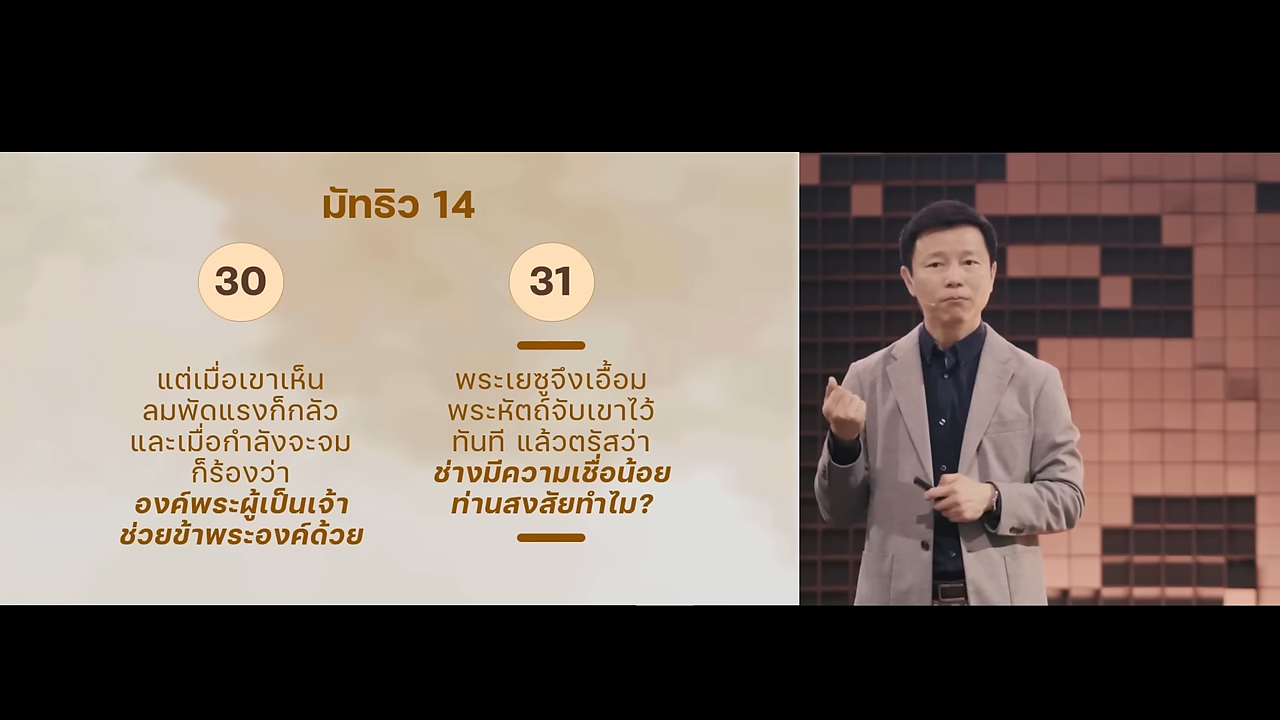 มัทธิว 14
30
แต่เมื่อเขาเห็น
ลมพัดแรงก็กลัว
และเมื่อกำลังจะจม
ก็ร้องว่า
องค์พระผู้เป็นเจ้า
ช่วยข้าพระองค์ด้วย
31
พระเยซูจึงเอื้อม
พระหัตถ์จับเขาไว้
ทันที แล้วตรัสว่า
ช่างมีความเชื่อน้อย
ท่านสงสัยทำไม?